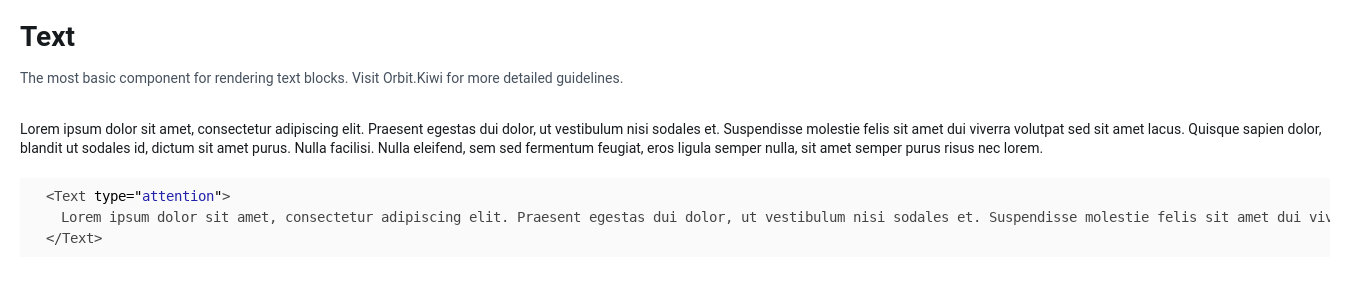 Text
The most basic component for rendering text blocks. Visit Orbit.Kiwi for more detailed guidelines.
Lorem ipsum dolor sit amet, consectetur adipiscing elit. Praesent egestas dui dolor, ut vestibulum nisi sodales et. Suspendisse molestie felis sit amet dui viverra volutpat sed sit amet lacus. Quisque sapien dolor,
blandit ut sodales id, dictum sit amet purus. Nulla facilisi. Nulla eleifend, sem sed fermentum feugiat, eros ligula semper nulla, sit amet semper purus risus nec lorem.
<Text type="attention">
Lorem ipsum dolor sit amet, consectetur adipiscing elit. Praesent egestas dui dolor, ut vestibulum nisi sodales et. Suspendisse molestie felis sit amet dui
</Text>